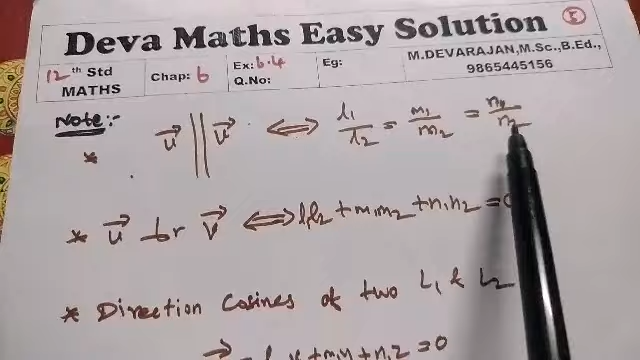 Deva Maths Easy Solution 5
12th Std MATHS Chap: 6 Ex: 6.4 Q.No: Eg: M.DEVARAJAN,M.Sc.,B.Ed., 9865445156
Note:-
* u⃗ || v⃗ ⟺ l₁/l₂ = m₁/m₂ = n₁/n₂
* u⃗ ⊥r v⃗ ⟺ l₁l₂ + m₁m₂ + n₁n₂ = 0
* Direction Cosines of two L₁ & L₂